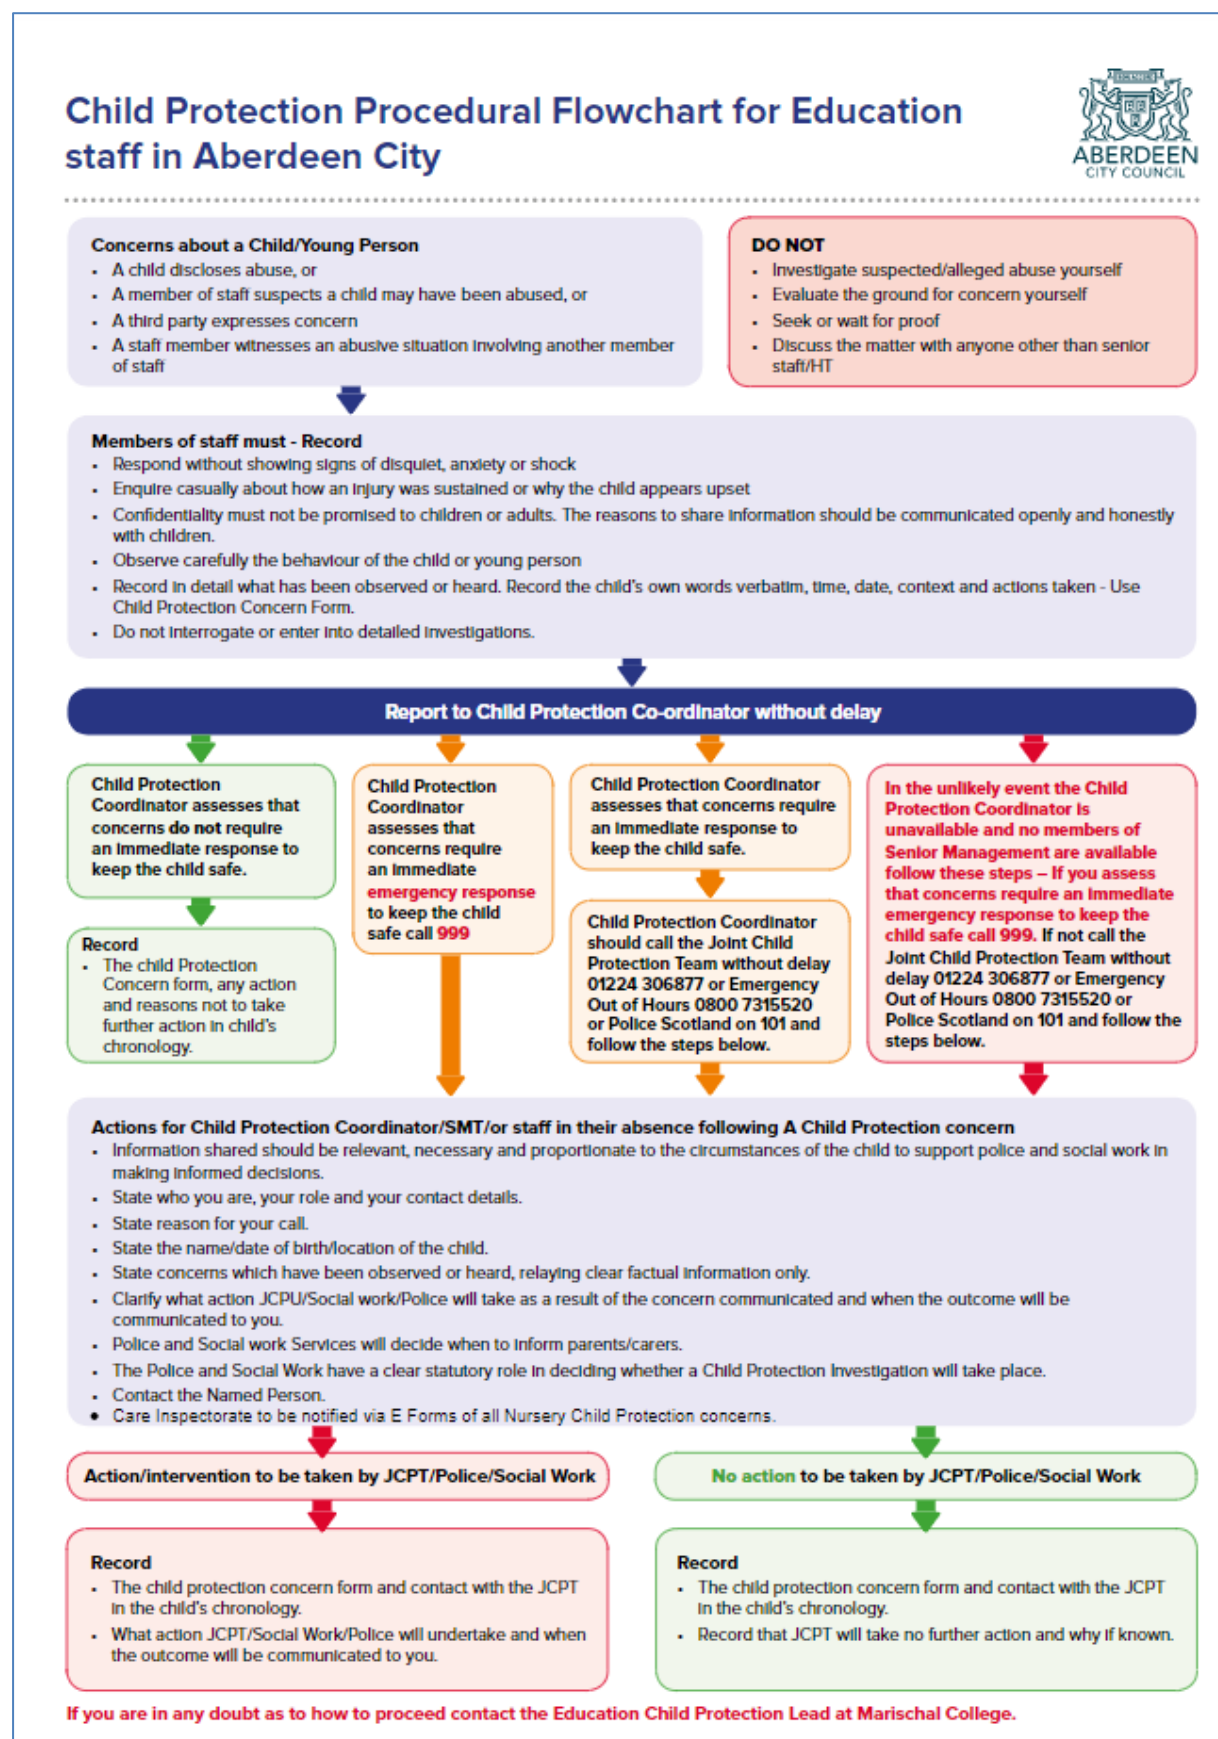 Child Protection Procedural Flowchart for Education
staff in Aberdeen City
BON ACCORD
ABERDEEN
CITY COUNCIL
Concerns about a Child/Young Person
• A child discloses abuse, or
• A member of staff suspects a child may have been abused, or
• A third party expresses concern
• A staff member witnesses an abusive situation involving another member
of staff
DO NOT
• Investigate suspected/alleged abuse yourself
• Evaluate the ground for concern yourself
• Seek or wait for proof
• Discuss the matter with anyone other than senior
staff/HT
Members of staff must - Record
• Respond without showing signs of disquiet, anxiety or shock
• Enquire casually about how an injury was sustained or why the child appears upset
• Confidentiality must not be promised to children or adults. The reasons to share information should be communicated openly and honestly
with children.
• Observe carefully the behaviour of the child or young person
• Record in detail what has been observed or heard. Record the child's own words verbatim, time, date, context and actions taken - Use
Child Protection Concern Form.
• Do not interrogate or enter into detailed investigations.
Report to Child Protection Co-ordinator without delay
Child Protection
Coordinator assesses that
concerns do not require
an immediate response to
keep the child safe.
Record
• The child Protection
Concern form, any action
and reasons not to take
further action in child's
chronology.
Child Protection
Coordinator
assesses that
concerns require
an immediate
emergency response
to keep the child
safe call 999
Child Protection Coordinator
assesses that concerns require
an immediate response to
keep the child safe.
Child Protection Coordinator
should call the Joint Child
Protection Team without delay
01224 306877 or Emergency
Out of Hours 0800 7315520
or Police Scotland on 101 and
follow the steps below.
In the unlikely event the Child
Protection Coordinator is
unavailable and no members of
Senior Management are available
follow these steps – If you assess
that concerns require an immediate
emergency response to keep the
child safe call 999. If not call the
Joint Child Protection Team without
delay 01224 306877 or Emergency
Out of Hours 0800 7315520 or
Police Scotland on 101 and follow the
steps below.
Actions for Child Protection Coordinator/SMT/or staff in their absence following A Child Protection concern
• Information shared should be relevant, necessary and proportionate to the circumstances of the child to support police and social work in
making informed decisions.
• State who you are, your role and your contact details.
• State reason for your call.
• State the name/date of birth/location of the child.
• State concerns which have been observed or heard, relaying clear factual information only.
• Clarify what action JCPU/Social work/Police will take as a result of the concern communicated and when the outcome will be
communicated to you.
• Police and Social work Services will decide when to inform parents/carers.
• The Police and Social Work have a clear statutory role in deciding whether a Child Protection Investigation will take place.
• Contact the Named Person.
• Care Inspectorate to be notified via E Forms of all Nursery Child Protection concerns.
Action/intervention to be taken by JCPT/Police/Social Work
Record
• The child protection concern form and contact with the JCPT
in the child's chronology.
• What action JCPT/Social Work/Police will undertake and when
the outcome will be communicated to you.
No action to be taken by JCPT/Police/Social Work
Record
• The child protection concern form and contact with the JCPT
in the child's chronology.
• Record that JCPT will take no further action and why if known.
If you are in any doubt as to how to proceed contact the Education Child Protection Lead at Marischal College.